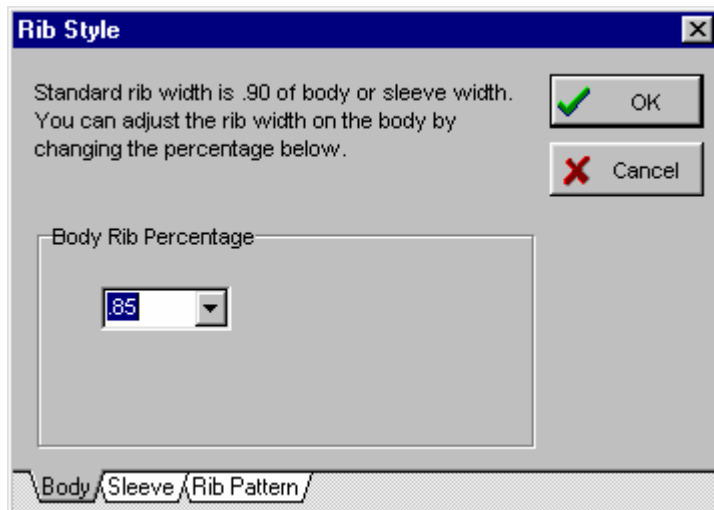 Rib Style
Standard rib width is .90 of body or sleeve width.
You can adjust the rib width on the body by
changing the percentage below.
OK
Cancel
Body Rib Percentage
.85
Body Sleeve Rib Pattern